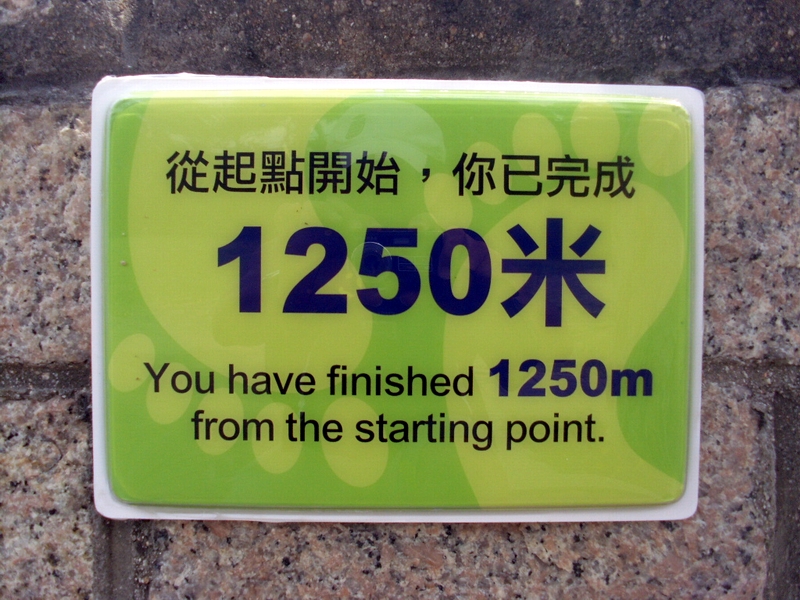 從起點開始，你已完成
1250米
You have finished 1250m
from the starting point.